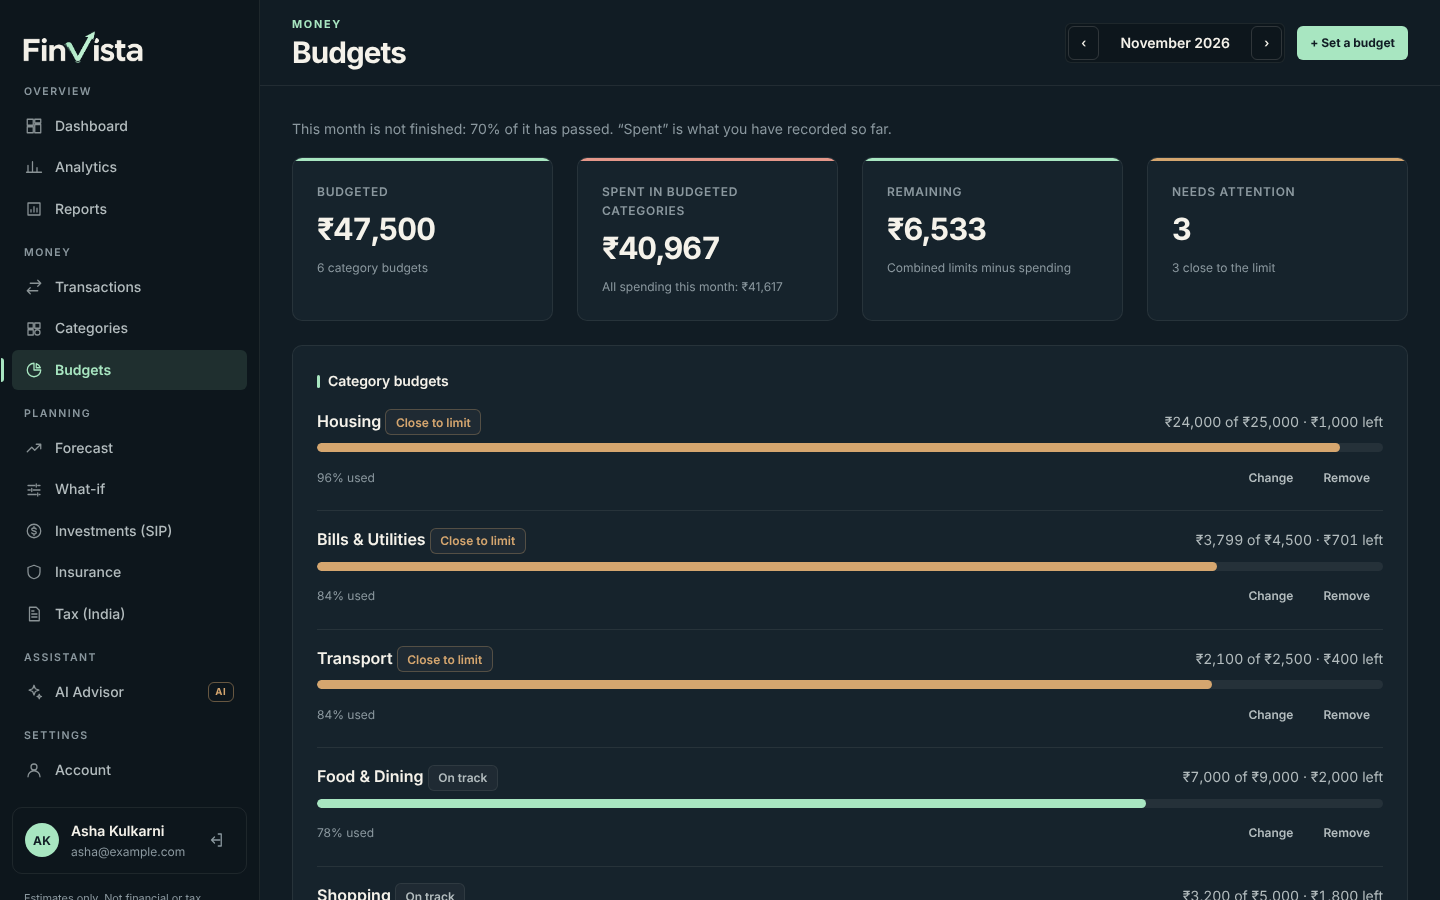 FinVista
OVERVIEW
Dashboard
Analytics
Reports
MONEY
Transactions
Categories
Budgets
PLANNING
Forecast
What-if
Investments (SIP)
Insurance
Tax (India)
ASSISTANT
AI Advisor AI
SETTINGS
Account
AK Asha Kulkarni
asha@example.com
Estimates only. Not financial or tax
MONEY
Budgets
‹ November 2026 › + Set a budget
This month is not finished: 70% of it has passed. “Spent” is what you have recorded so far.
BUDGETED
₹47,500
6 category budgets
SPENT IN BUDGETED
CATEGORIES
₹40,967
All spending this month: ₹41,617
REMAINING
₹6,533
Combined limits minus spending
NEEDS ATTENTION
3
3 close to the limit
Category budgets
Housing Close to limit ₹24,000 of ₹25,000 · ₹1,000 left
96% used Change Remove
Bills & Utilities Close to limit ₹3,799 of ₹4,500 · ₹701 left
84% used Change Remove
Transport Close to limit ₹2,100 of ₹2,500 · ₹400 left
84% used Change Remove
Food & Dining On track ₹7,000 of ₹9,000 · ₹2,000 left
78% used Change Remove
Shopping On track ₹3,200 of ₹5,000 · ₹1,800 left